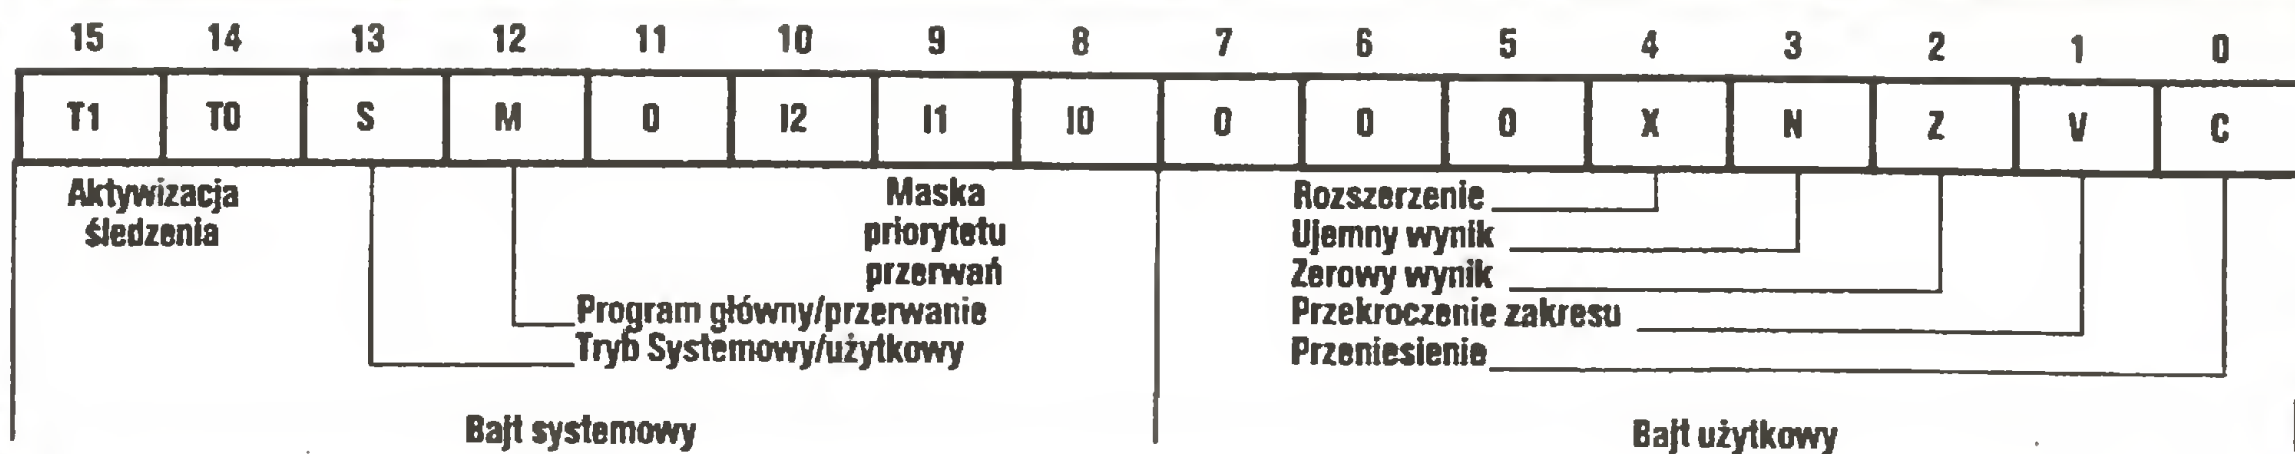 15 14 13 12 11 10 9 8 7 6 5 4 3 2 1 0
T1 T0 S M 0 I2 I1 I0 0 0 0 X N Z V C
Aktywizacja
śledzenia
Maska
priorytetu
przerwań
Program główny/przerwanie
Tryb Systemowy/użytkowy
Rozszerzenie
Ujemny wynik
Zerowy wynik
Przekroczenie zakresu
Przeniesienie
Bajt systemowy
Bajt użytkowy